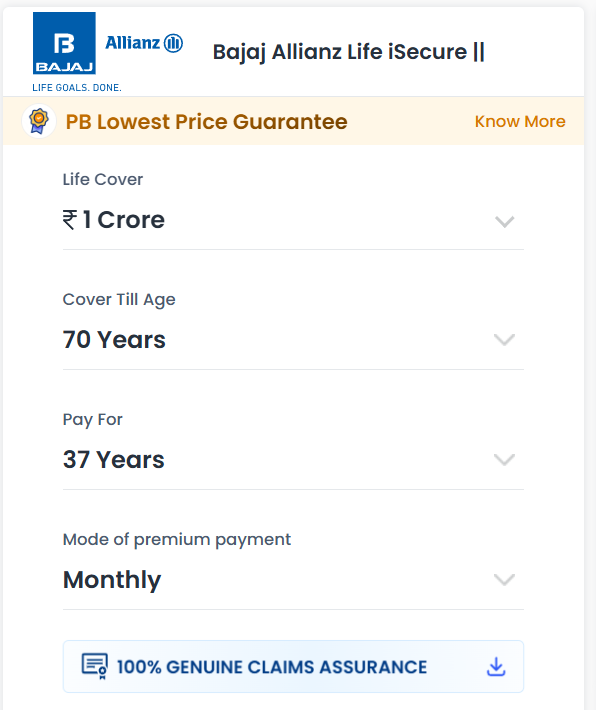 B
BAJAJ
Allianz
LIFE GOALS. DONE.
Bajaj Allianz Life iSecure ||
PB Lowest Price Guarantee
Know More
Life Cover
₹ 1 Crore
Cover Till Age
70 Years
Pay For
37 Years
Mode of premium payment
Monthly
100% GENUINE CLAIMS ASSURANCE